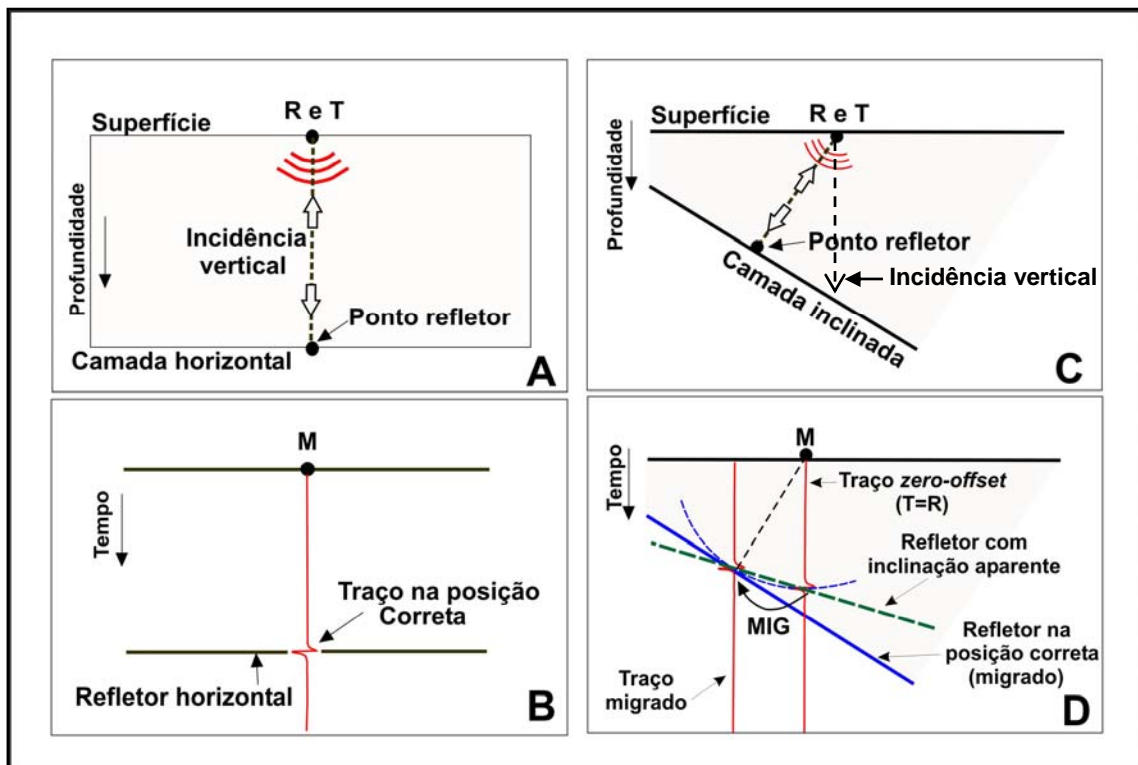 R e T
Superfície
Profundidade
Incidência
vertical
Ponto refletor
Camada horizontal
A
R e T
Superfície
Profundidade
Ponto refletor
Incidência vertical
Camada inclinada
C
M
Tempo
Traço na posição
Correta
Refletor horizontal
B
M
Tempo
Traço zero-offset
(T=R)
Refletor com
inclinação aparente
MIG
Refletor na
posição correta
(migrado)
Traço
migrado
D